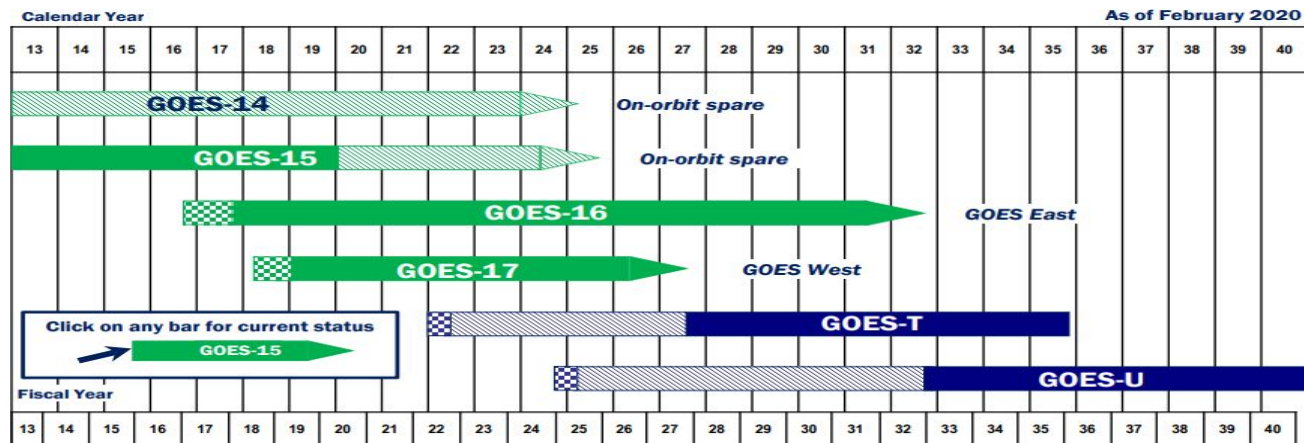 Calendar Year As of February 2020
13 14 15 16 17 18 19 20 21 22 23 24 25 26 27 28 29 30 31 32 33 34 35 36 37 38 39 40
GOES-14 On-orbit spare
GOES-15 On-orbit spare
GOES-16 GOES East
GOES-17 GOES West
GOES-T
Click on any bar for current status
GOES-15
GOES-U
Fiscal Year
13 14 15 16 17 18 19 20 21 22 23 24 25 26 27 28 29 30 31 32 33 34 35 36 37 38 39 40